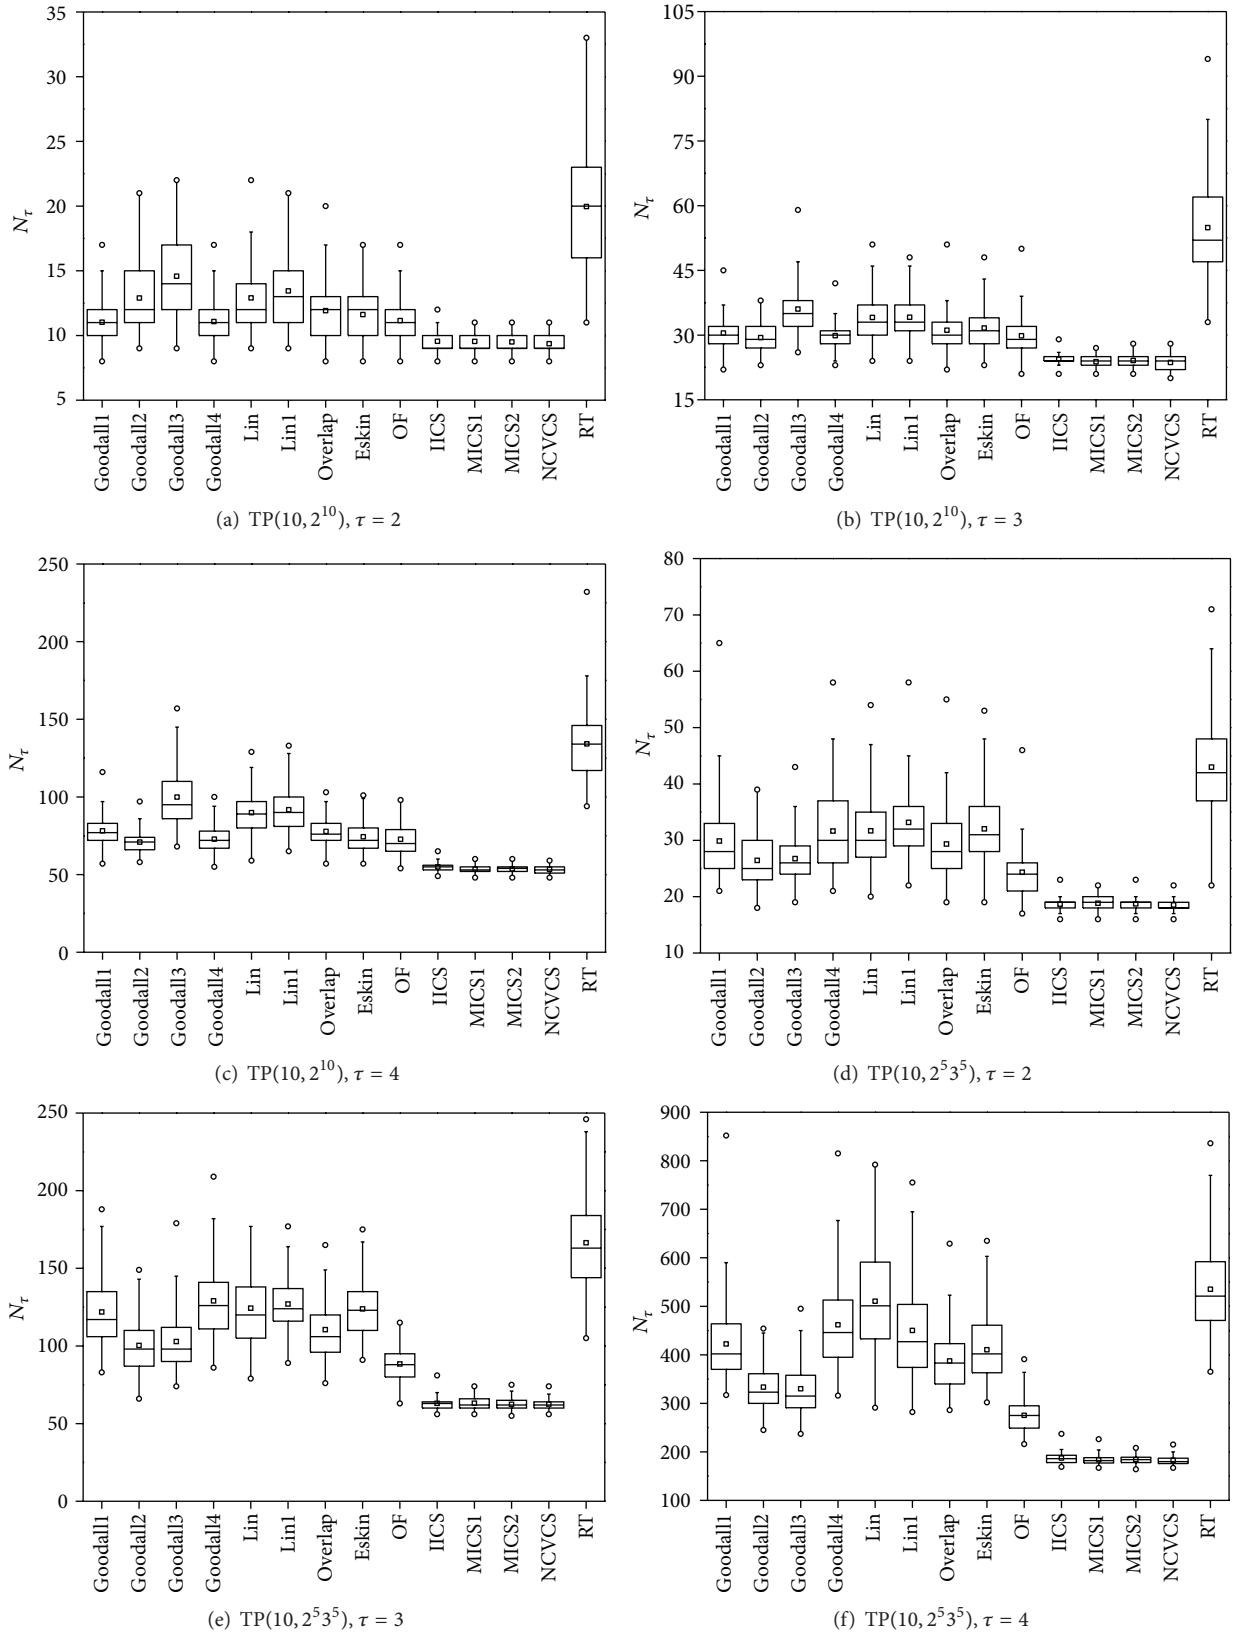 35
30
25
20
15
10
5
N_τ
Goodall1
Goodall2
Goodall3
Goodall4
Lin
Lin1
Overlap
Eskin
OF
IICS
MICS1
MICS2
NCVCS
RT
(a) TP(10, 2^10), τ = 2
105
90
75
60
45
30
15
N_τ
Goodall1
Goodall2
Goodall3
Goodall4
Lin
Lin1
Overlap
Eskin
OF
IICS
MICS1
MICS2
NCVCS
RT
(b) TP(10, 2^10), τ = 3
250
200
150
100
50
0
N_τ
Goodall1
Goodall2
Goodall3
Goodall4
Lin
Lin1
Overlap
Eskin
OF
IICS
MICS1
MICS2
NCVCS
RT
(c) TP(10, 2^10), τ = 4
80
70
60
50
40
30
20
10
N_τ
Goodall1
Goodall2
Goodall3
Goodall4
Lin
Lin1
Overlap
Eskin
OF
IICS
MICS1
MICS2
NCVCS
RT
(d) TP(10, 2^5 3^5), τ = 2
250
200
150
100
50
0
N_τ
Goodall1
Goodall2
Goodall3
Goodall4
Lin
Lin1
Overlap
Eskin
OF
IICS
MICS1
MICS2
NCVCS
RT
(e) TP(10, 2^5 3^5), τ = 3
900
800
700
600
500
400
300
200
100
N_τ
Goodall1
Goodall2
Goodall3
Goodall4
Lin
Lin1
Overlap
Eskin
OF
IICS
MICS1
MICS2
NCVCS
RT
(f) TP(10, 2^5 3^5), τ = 4